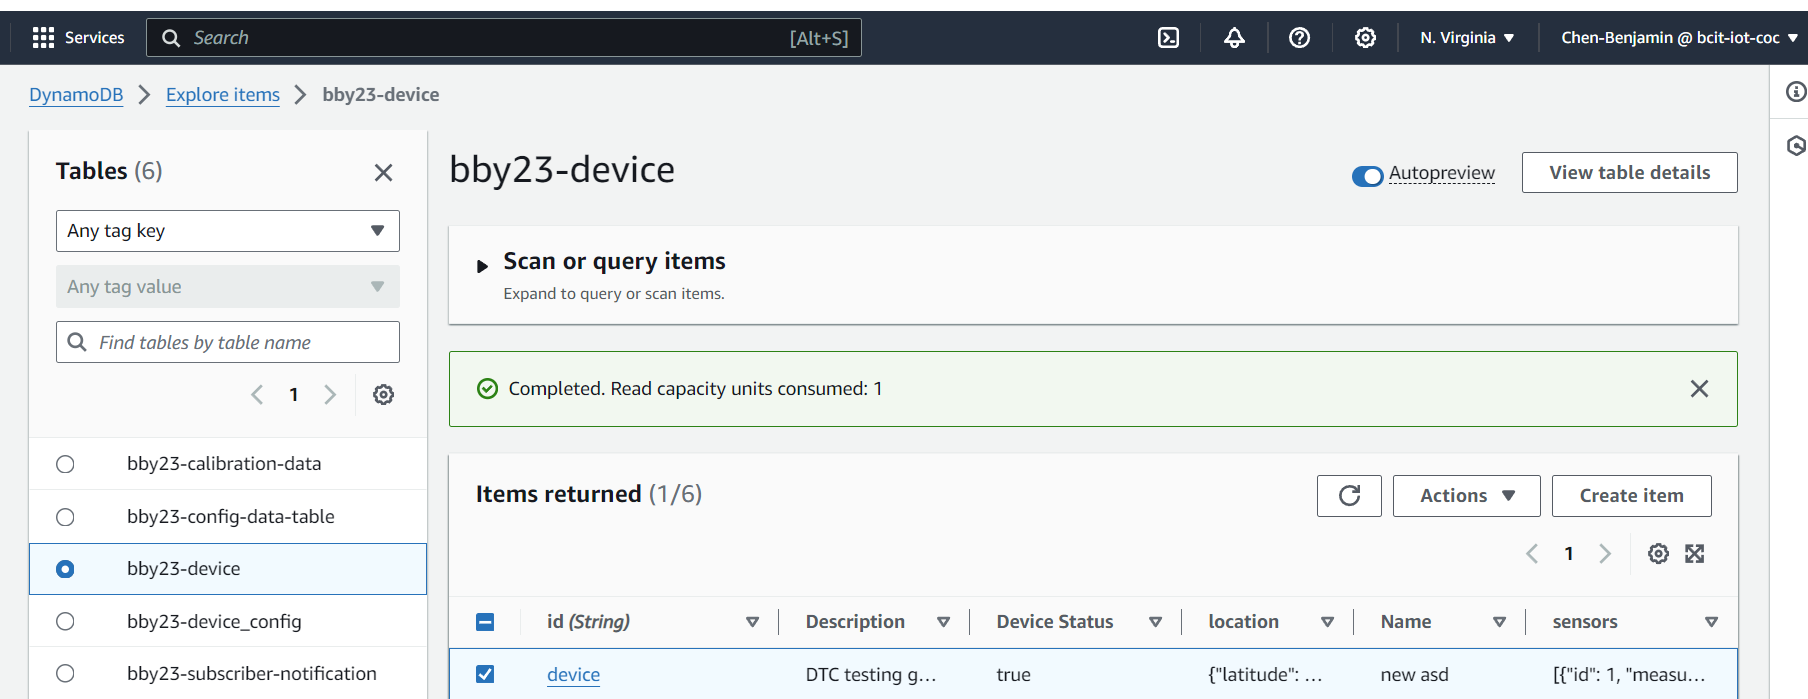 Services
Search [Alt+S]
N. Virginia
Chen-Benjamin @ bcit-iot-coc
DynamoDB
Explore items
bby23-device
Tables (6)
Any tag key
Any tag value
Find tables by table name
1
bby23-calibration-data
bby23-config-data-table
bby23-device
bby23-device_config
bby23-subscriber-notification
bby23-device
Autopreview
View table details
Scan or query items
Expand to query or scan items.
Completed. Read capacity units consumed: 1
Items returned (1/6)
Actions
Create item
1
id (String) Description Device Status location Name sensors
device DTC testing g... true {"latitude": ... new asd [{"id": 1, "measu...